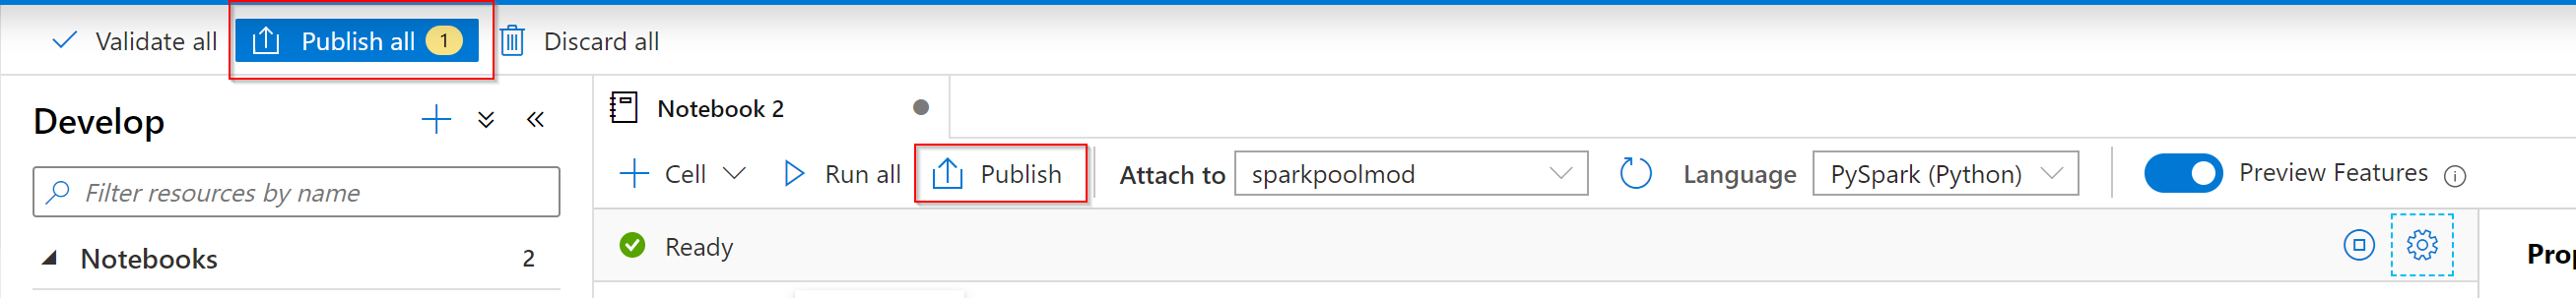 Validate all Publish all 1 Discard all
Develop
Notebook 2
Cell Run all Publish Attach to sparkpoolmod Language PySpark (Python) Preview Features
Filter resources by name
Ready
Notebooks 2